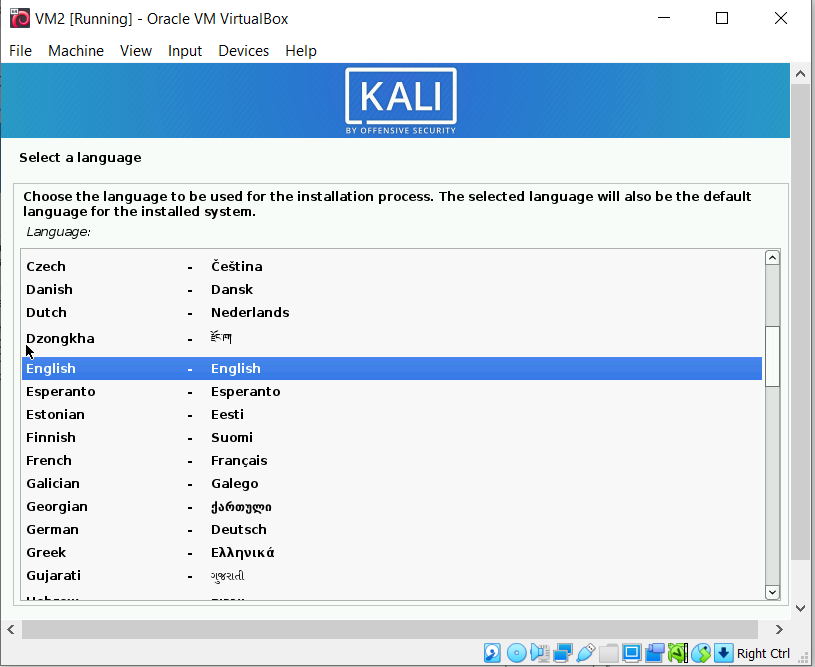 VM2 [Running] - Oracle VM VirtualBox
File Machine View Input Devices Help
KALI
BY OFFENSIVE SECURITY
Select a language
Choose the language to be used for the installation process. The selected language will also be the default
language for the installed system.
Language:
Czech - Čeština
Danish - Dansk
Dutch - Nederlands
Dzongkha - རྫོང་ཁ།
English - English
Esperanto - Esperanto
Estonian - Eesti
Finnish - Suomi
French - Français
Galician - Galego
Georgian - ქართული
German - Deutsch
Greek - Ελληνικά
Gujarati - ગુજરાતી
Right Ctrl